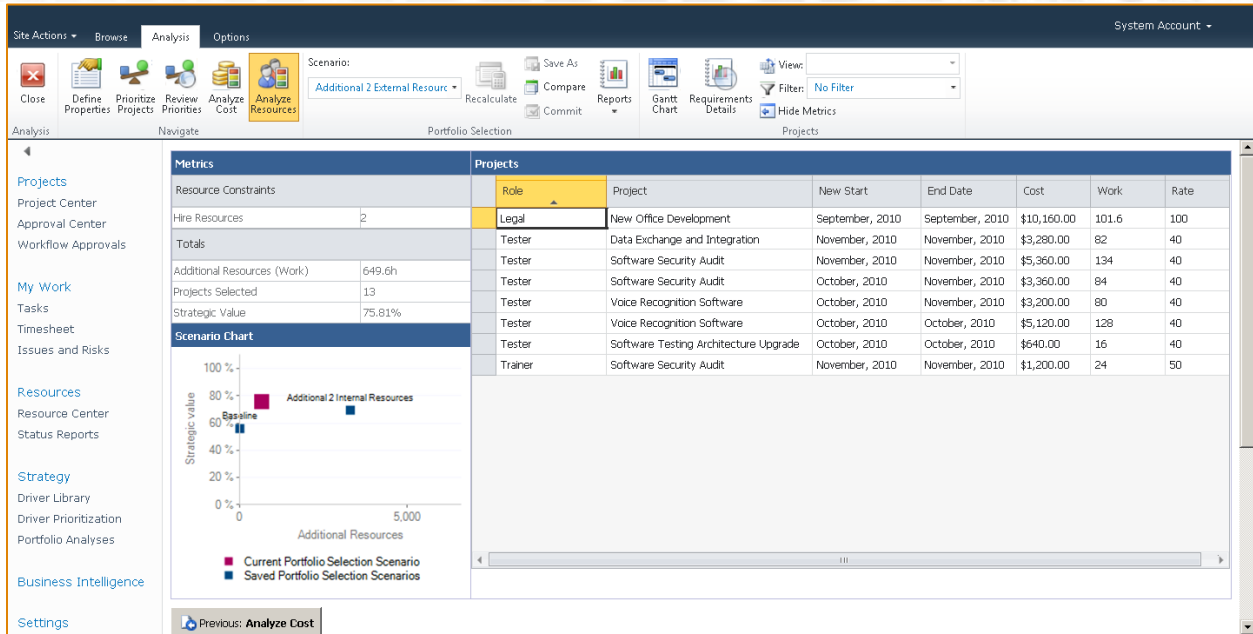 System Account
Site Actions Browse Analysis Options
Close
Define Properties
Prioritize Projects
Review Priorities
Analyze Cost
Analyze Resources
Scenario:
Additional 2 External Resourc
Recalculate
Save As
Compare
Commit
Reports
Gantt Chart
Requirements Details
View:
Filter: No Filter
Hide Metrics
Analysis Navigate Portfolio Selection Projects
Projects
Project Center
Approval Center
Workflow Approvals
My Work
Tasks
Timesheet
Issues and Risks
Resources
Resource Center
Status Reports
Strategy
Driver Library
Driver Prioritization
Portfolio Analyses
Business Intelligence
Settings
Metrics
Resource Constraints
Hire Resources 2
Totals
Additional Resources (Work) 649.6h
Projects Selected 13
Strategic Value 75.81%
Scenario Chart
100 %
80 %
60 %
40 %
20 %
0 %
Strategic value
Baseline
Additional 2 Internal Resources
0 5,000
Additional Resources
Current Portfolio Selection Scenario
Saved Portfolio Selection Scenarios
Projects
Role Project New Start End Date Cost Work Rate
Legal New Office Development September, 2010 September, 2010 $10,160.00 101.6 100
Tester Data Exchange and Integration November, 2010 November, 2010 $3,280.00 82 40
Tester Software Security Audit November, 2010 November, 2010 $5,360.00 134 40
Tester Software Security Audit October, 2010 November, 2010 $3,360.00 84 40
Tester Voice Recognition Software October, 2010 November, 2010 $3,200.00 80 40
Tester Voice Recognition Software October, 2010 October, 2010 $5,120.00 128 40
Tester Software Testing Architecture Upgrade October, 2010 October, 2010 $640.00 16 40
Trainer Software Security Audit November, 2010 November, 2010 $1,200.00 24 50
Previous: Analyze Cost